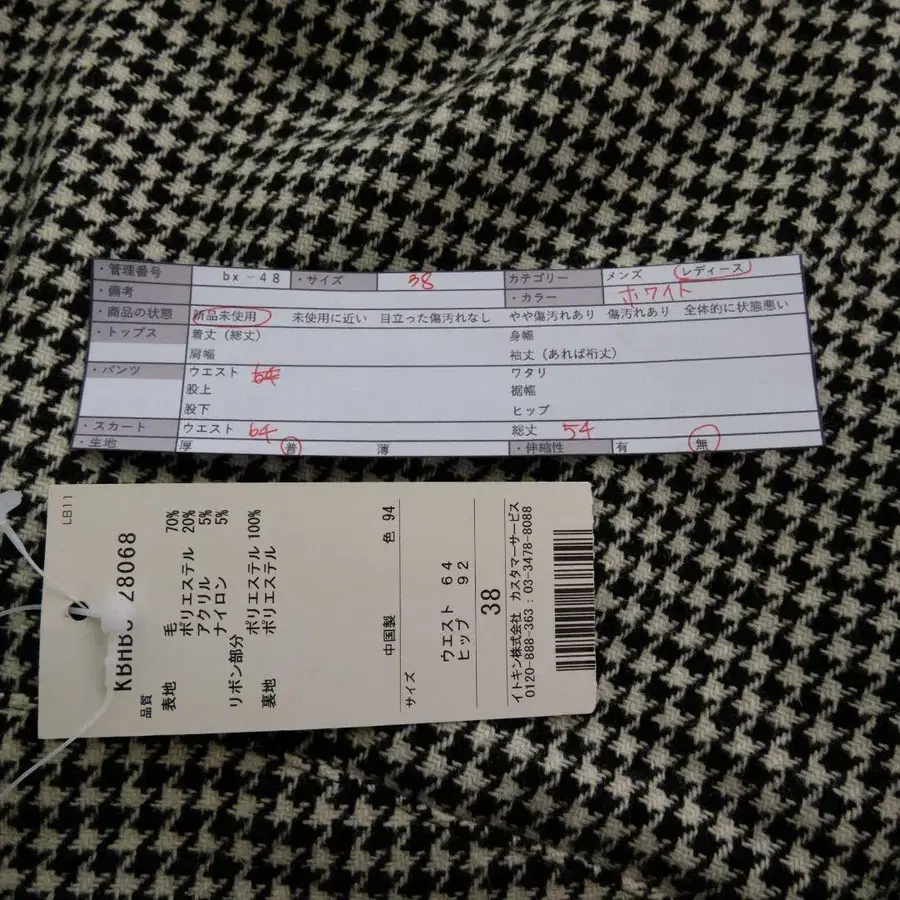 ・管理番号 bx-48 ・サイズ 38 カテゴリー メンズ レディース
・備考 ・カラー ホワイト
・商品の状態 新品未使用 未使用に近い 目立った傷汚れなし やや傷汚れあり 傷汚れあり 全体的に状態悪い
・トップス 着丈（総丈） 身幅
肩幅 袖丈（あれば裄丈）
・パンツ ウエスト 64 ワタリ
股上 裾幅
股下 ヒップ
・スカート ウエスト 64 総丈 54
・生地 厚 普 薄 ・伸縮性 有 無
LB11
28068
品質
表地 毛 70%
ポリエステル 20%
アクリル 5%
ナイロン 5%
リボン部分 ポリエステル 100%
裏地 ポリエステル
中国製 色 94
サイズ
ウエスト 64
ヒップ 92
38
イトキン株式会社 カスタマーサービス
0120-888-363：03-3478-8088